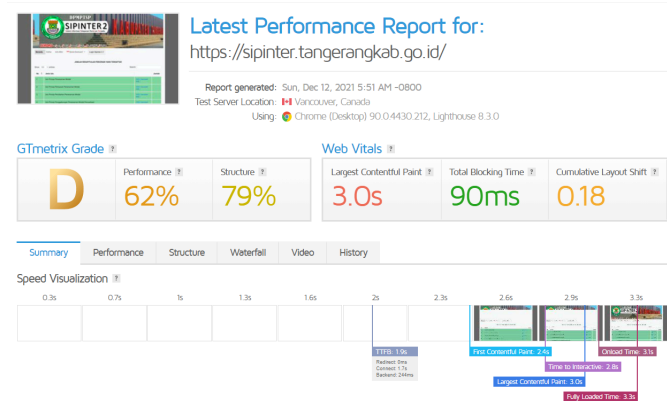 DPMPTSP
SIPINTER 2
Latest Performance Report for:
https://sipinter.tangerangkab.go.id/
Report generated: Sun, Dec 12, 2021 5:51 AM -0800
Test Server Location: Vancouver, Canada
Using: Chrome (Desktop) 90.0.4430.212, Lighthouse 8.3.0
GTmetrix Grade ?
Web Vitals ?
D
Performance ?
62%
Structure ?
79%
Largest Contentful Paint ?
3.0s
Total Blocking Time ?
90ms
Cumulative Layout Shift ?
0.18
Summary Performance Structure Waterfall Video History
Speed Visualization ?
0.3s 0.7s 1s 1.3s 1.6s 2s 2.3s 2.6s 2.9s 3.3s
TTFB: 1.9s
Redirect: 0ms
Connect: 1.7s
Backend: 244ms
First Contentful Paint: 2.4s
Onload Time: 3.1s
Time to Interactive: 2.8s
Largest Contentful Paint: 3.0s
Fully Loaded Time: 3.3s